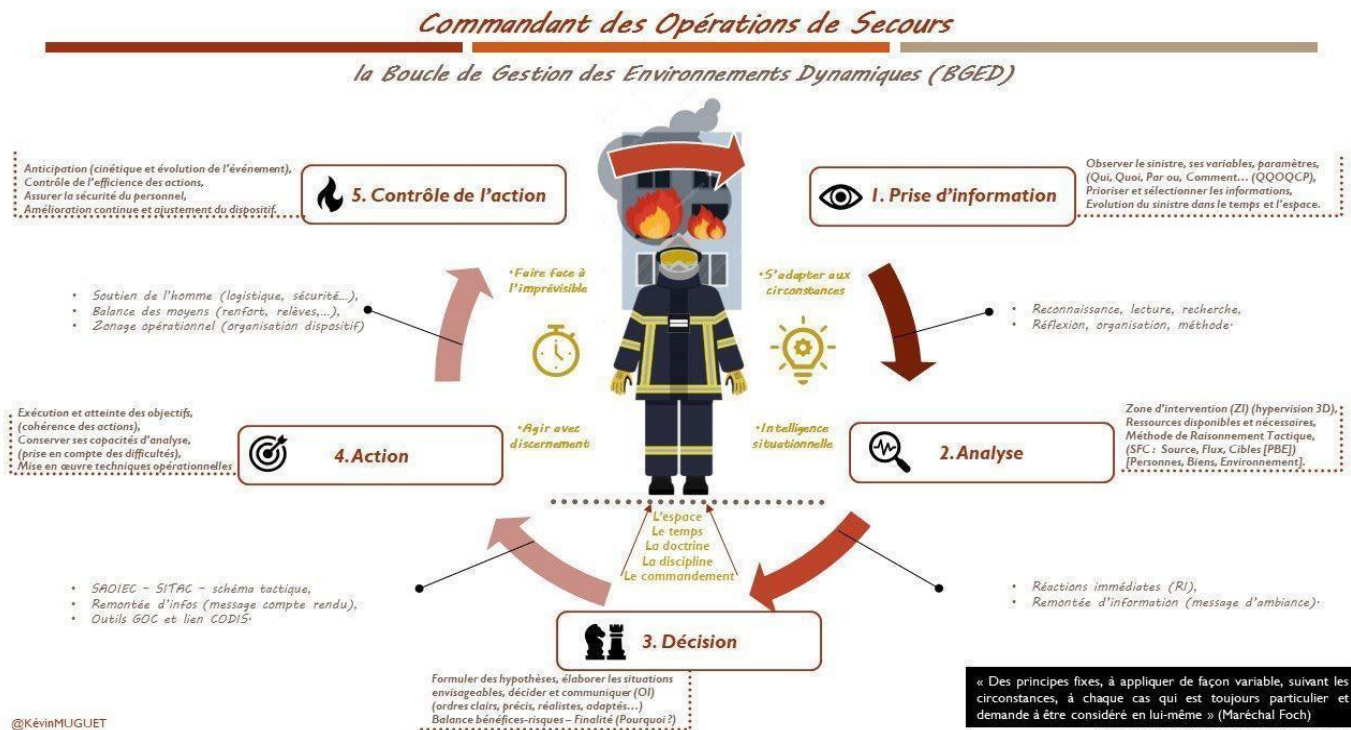 Commandant des Opérations de Secours
la Boucle de Gestion des Environnements Dynamiques (BGED)
Anticipation (cinétique et évolution de l'événement),
Contrôle de l'efficience des actions,
Assurer la sécurité du personnel,
Amélioration continue et ajustement du dispositif.
5. Contrôle de l'action
1. Prise d'information
Observer le sinistre, ses variables, paramètres,
(Qui, Quoi, Par ou, Comment… (QQOQCP),
Prioriser et sélectionner les informations,
Evolution du sinistre dans le temps et l'espace.
•Faire face à
l'imprévisible
•S'adapter aux
circonstances
• Soutien de l'homme (logistique, sécurité…),
• Balance des moyens (renfort, relèves,…),
• Zonage opérationnel (organisation dispositif)
• Reconnaissance, lecture, recherche,
• Réflexion, organisation, méthode.
Exécution et atteinte des objectifs,
(cohérence des actions),
Conserver ses capacités d'analyse,
(prise en compte des difficultés),
Mise en œuvre techniques opérationnelles
4. Action
•Agir avec
discernement
•Intelligence
situationnelle
2. Analyse
Zone d'intervention (ZI) (hypervision 3D),
Ressources disponibles et nécessaires,
Méthode de Raisonnement Tactique,
(SFC : Source, Flux, Cibles [PBE])
[Personnes, Biens, Environnement].
L'espace
Le temps
La doctrine
La discipline
Le commandement
• SAOIEC – SITAC – schéma tactique,
• Remontée d'infos (message compte rendu),
• Outils GOC et lien CODIS.
• Réactions immédiates (RI),
• Remontée d'information (message d'ambiance).
3. Décision
Formuler des hypothèses, élaborer les situations
envisageables, décider et communiquer (OI)
(ordres clairs, précis, réalistes, adaptés…)
Balance bénéfices-risques – Finalité (Pourquoi ?)
« Des principes fixes, à appliquer de façon variable, suivant les
circonstances, à chaque cas qui est toujours particulier et
demande à être considéré en lui-même » (Maréchal Foch)
@KévinMUGUET